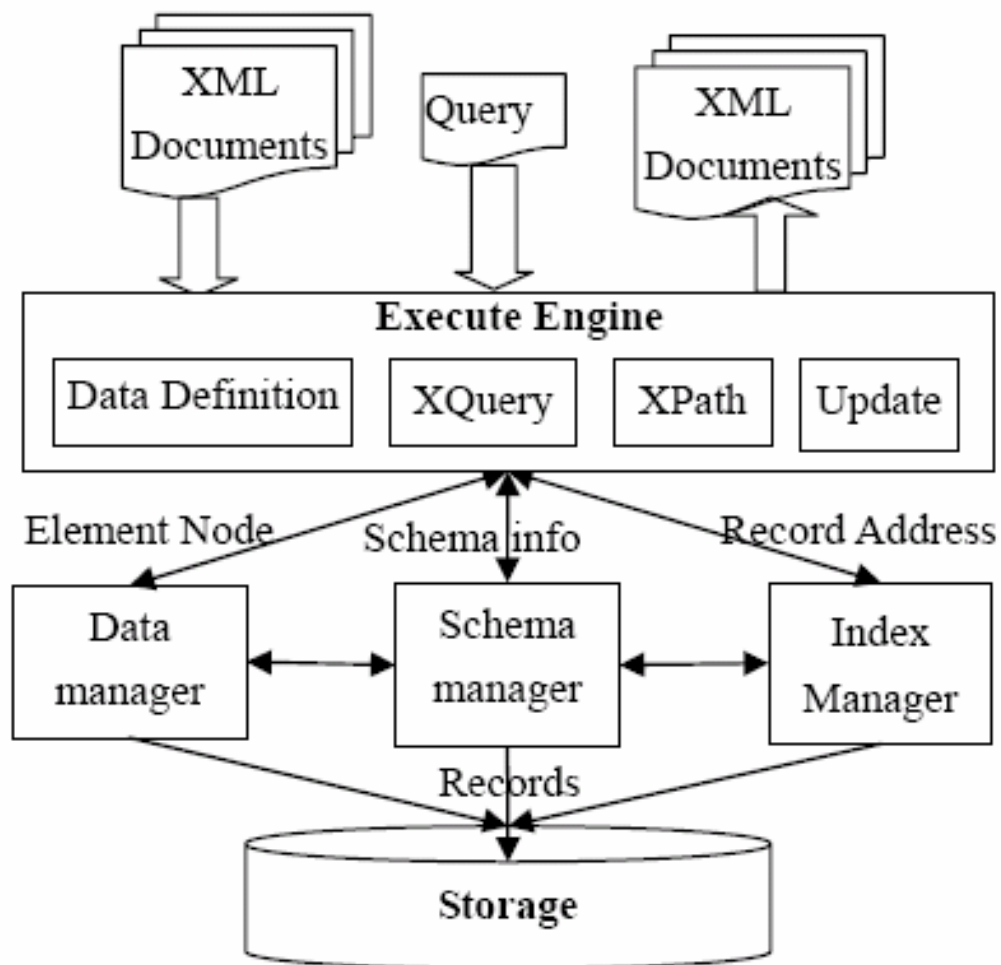 XML
Documents
Query
XML
Documents
Execute Engine
Data Definition
XQuery
XPath
Update
Element Node
Schema info
Record Address
Data
manager
Schema
manager
Index
Manager
Records
Storage